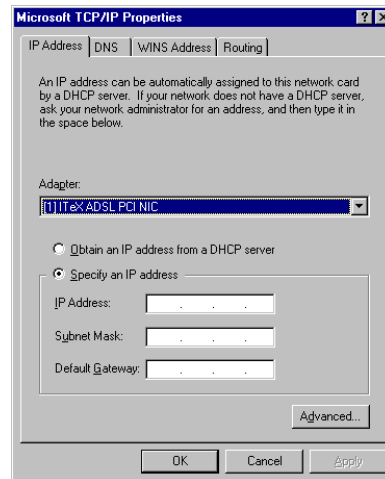 Microsoft TCP/IP Properties
IP Address DNS WINS Address Routing
An IP address can be automatically assigned to this network card
by a DHCP server. If your network does not have a DHCP server,
ask your network administrator for an address, and then type it in
the space below.
Adapter:
[1] ITeX ADSL PCI NIC
Obtain an IP address from a DHCP server
Specify an IP address
IP Address:
Subnet Mask:
Default Gateway:
Advanced...
OK Cancel Apply